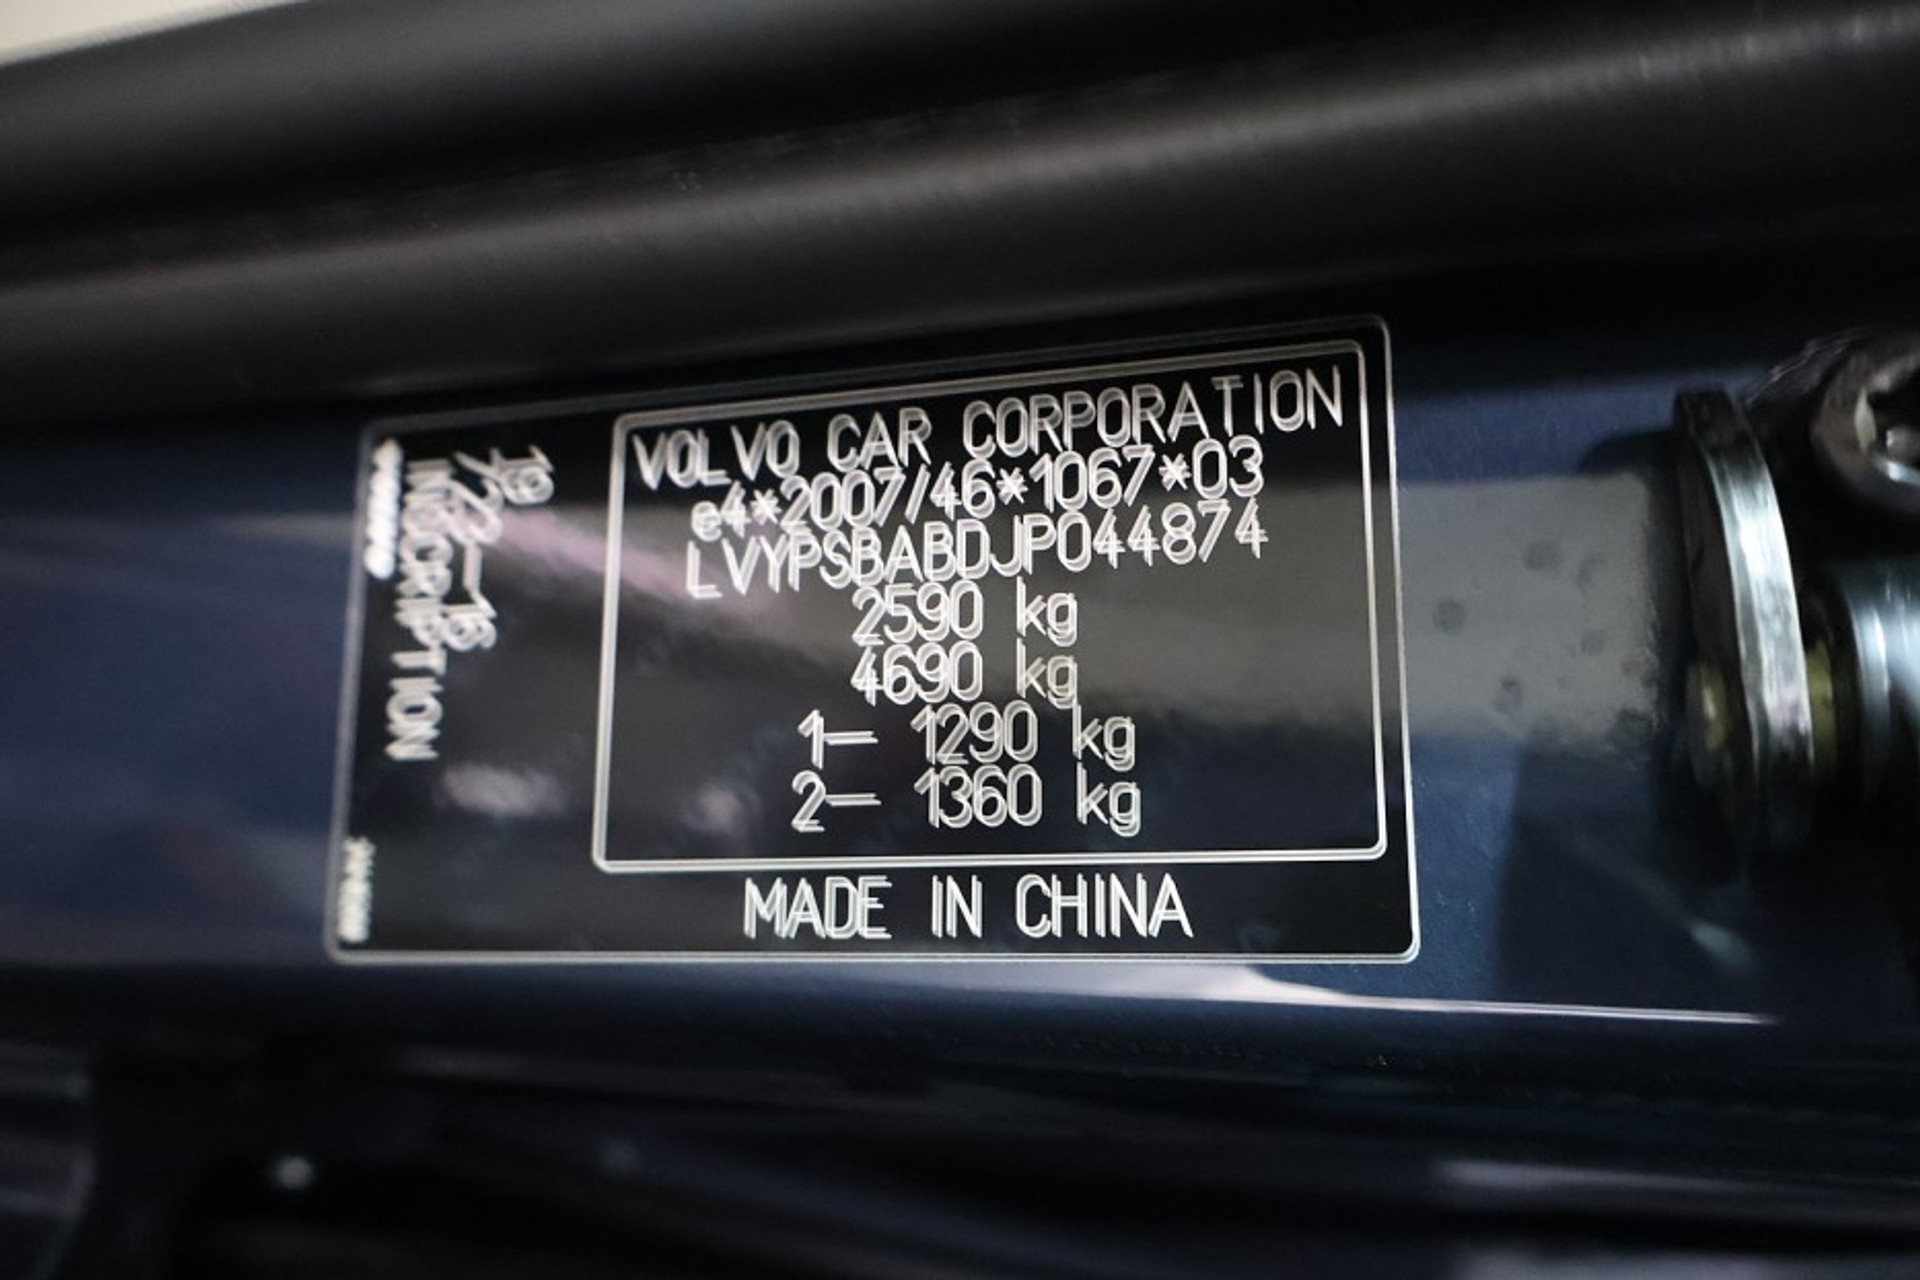 VOLVO CAR CORPORATION
e4*2007/46*1067*03
LVYPSBABDJP044874
2590 kg
4690 kg
1— 1290 kg
2— 1360 kg
MADE IN CHINA
INSCRIPTION